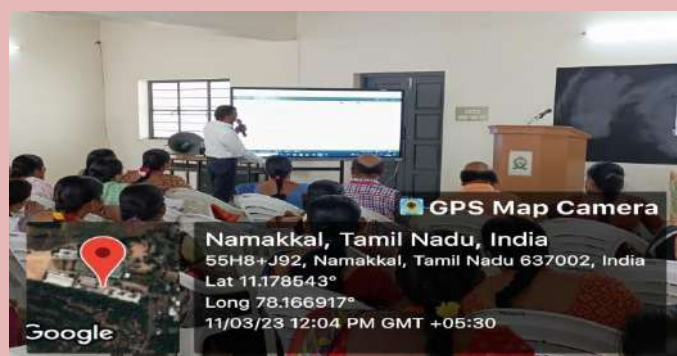 GPS Map Camera
Namakkal, Tamil Nadu, India
55H8+J92, Namakkal, Tamil Nadu 637002, India
Lat 11.178543°
Long 78.166917°
11/03/23 12:04 PM GMT +05:30
Google